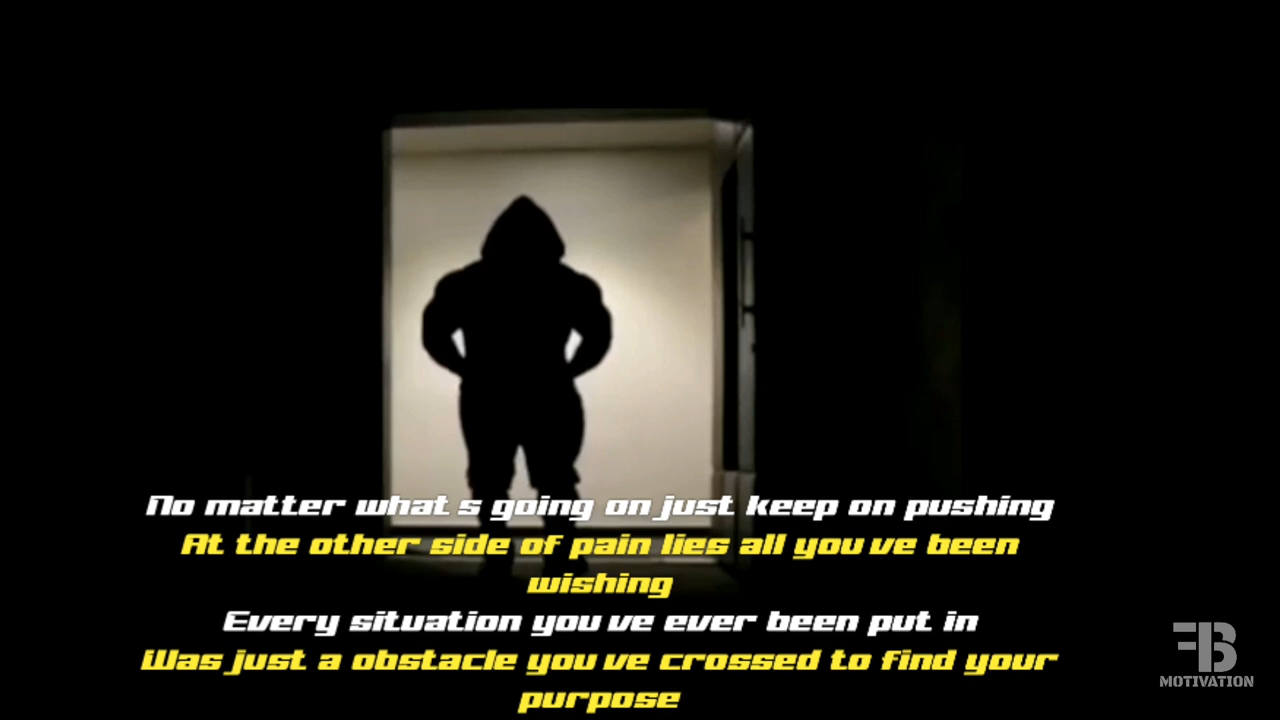 No matter what s going on just keep on pushing
At the other side of pain lies all you ve been
wishing
Every situation you ve ever been put in
Was just a obstacle you ve crossed to find your
purpose
FB
MOTIVATION